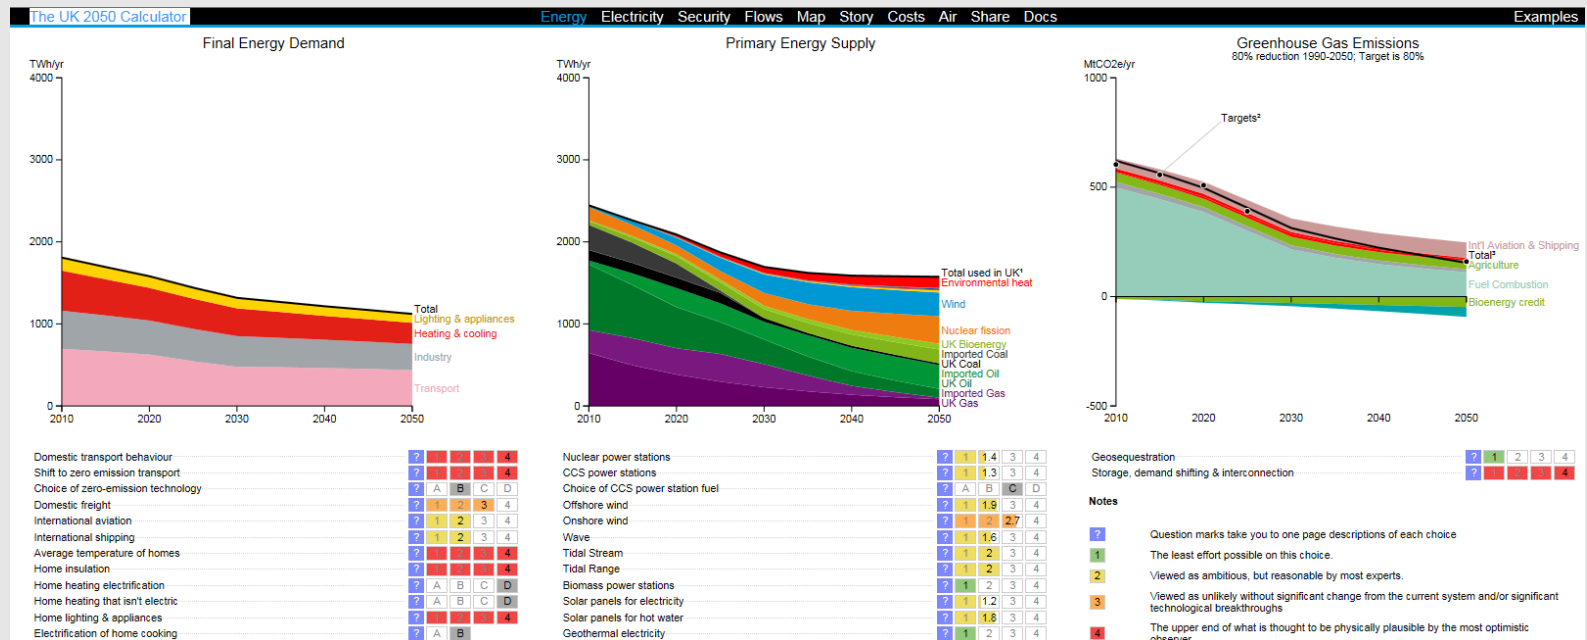 The UK 2050 Calculator
Energy Electricity Security Flows Map Story Costs Air Share Docs
Examples
Final Energy Demand
TWh/yr
4000
3000
2000
1000
0
2010 2020 2030 2040 2050
Total
Lighting & appliances
Heating & cooling
Industry
Transport
Primary Energy Supply
TWh/yr
4000
3000
2000
1000
0
2010 2020 2030 2040 2050
Total used in UK¹
Environmental heat
Wind
Nuclear fission
UK Bioenergy
Imported Coal
UK Coal
Imported Oil
UK Oil
Imported Gas
UK Gas
Greenhouse Gas Emissions
80% reduction 1990-2050; Target is 80%
MtCO2e/yr
1000
500
0
-500
2010 2020 2030 2040 2050
Targets²
Int'l Aviation & Shipping
Total³
Agriculture
Fuel Combustion
Bioenergy credit
Domestic transport behaviour ? 1 2 3 4
Shift to zero emission transport ? 1 2 3 4
Choice of zero-emission technology ? A B C D
Domestic freight ? 1 2 3 4
International aviation ? 1 2 3 4
International shipping ? 1 2 3 4
Average temperature of homes ? 1 2 3 4
Home insulation ? 1 2 3 4
Home heating electrification ? A B C D
Home heating that isn't electric ? A B C D
Home lighting & appliances ? 1 2 3 4
Electrification of home cooking ? A B
Nuclear power stations ? 1 1.4 3 4
CCS power stations ? 1 1.3 3 4
Choice of CCS power station fuel ? A B C D
Offshore wind ? 1 1.9 3 4
Onshore wind ? 1 2 2.7 4
Wave ? 1 1.6 3 4
Tidal Stream ? 1 2 3 4
Tidal Range ? 1 2 3 4
Biomass power stations ? 1 2 3 4
Solar panels for electricity ? 1 1.2 3 4
Solar panels for hot water ? 1 1.8 3 4
Geothermal electricity ? 1 2 3 4
Geosequestration ? 1 2 3 4
Storage, demand shifting & interconnection ? 1 2 3 4
Notes
? Question marks take you to one page descriptions of each choice
1 The least effort possible on this choice.
2 Viewed as ambitious, but reasonable by most experts.
3 Viewed as unlikely without significant change from the current system and/or significant
technological breakthroughs
4 The upper end of what is thought to be physically plausible by the most optimistic
observer